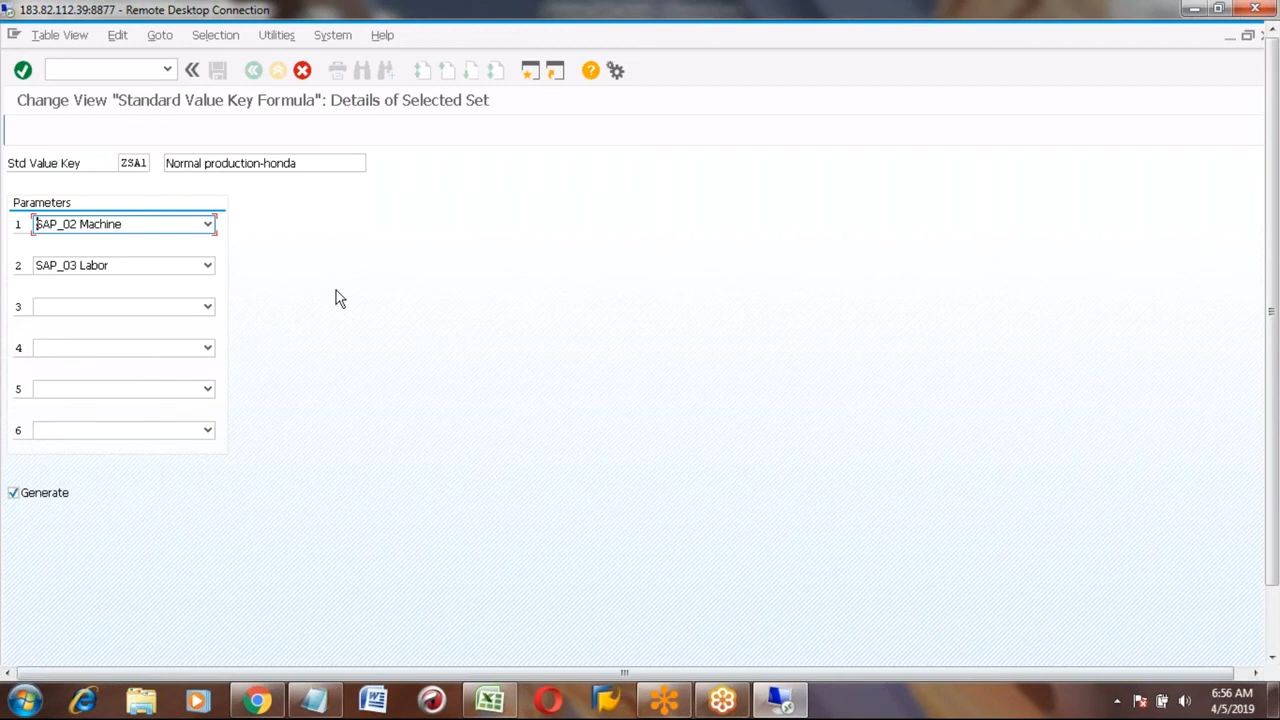 183.82.112.39:8877 - Remote Desktop Connection
Table View Edit Goto Selection Utilities System Help
Change View "Standard Value Key Formula": Details of Selected Set
Std Value Key ZSA1 Normal production-honda
Parameters
1 SAP_02 Machine
2 SAP_03 Labor
3
4
5
6
Generate
6:56 AM
4/5/2019